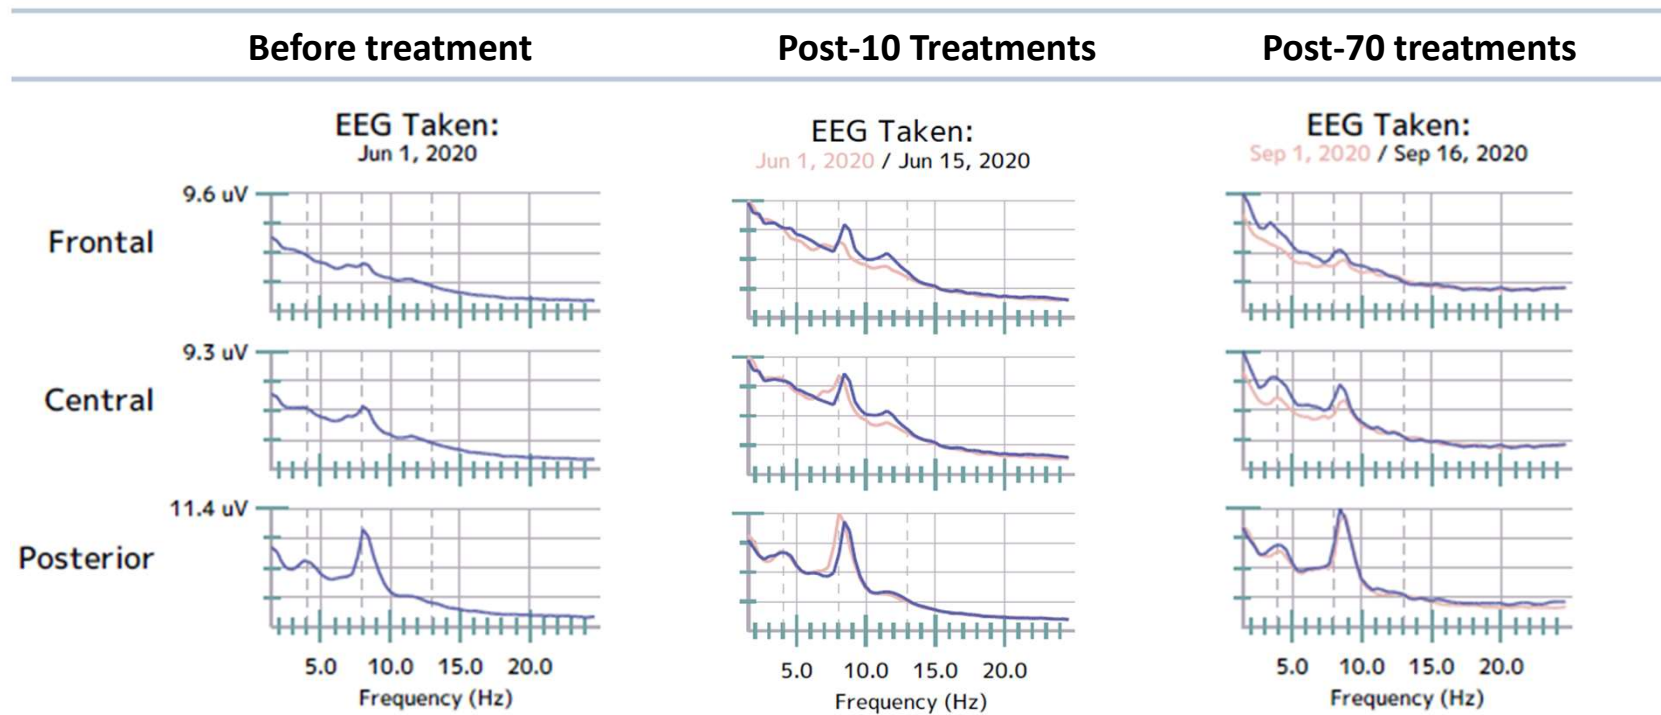 Before treatment
Post-10 Treatments
Post-70 treatments
EEG Taken:
Jun 1, 2020
EEG Taken:
Jun 1, 2020 / Jun 15, 2020
EEG Taken:
Sep 1, 2020 / Sep 16, 2020
9.6 uV
Frontal
9.3 uV
Central
11.4 uV
Posterior
5.0 10.0 15.0 20.0
Frequency (Hz)
5.0 10.0 15.0 20.0
Frequency (Hz)
5.0 10.0 15.0 20.0
Frequency (Hz)